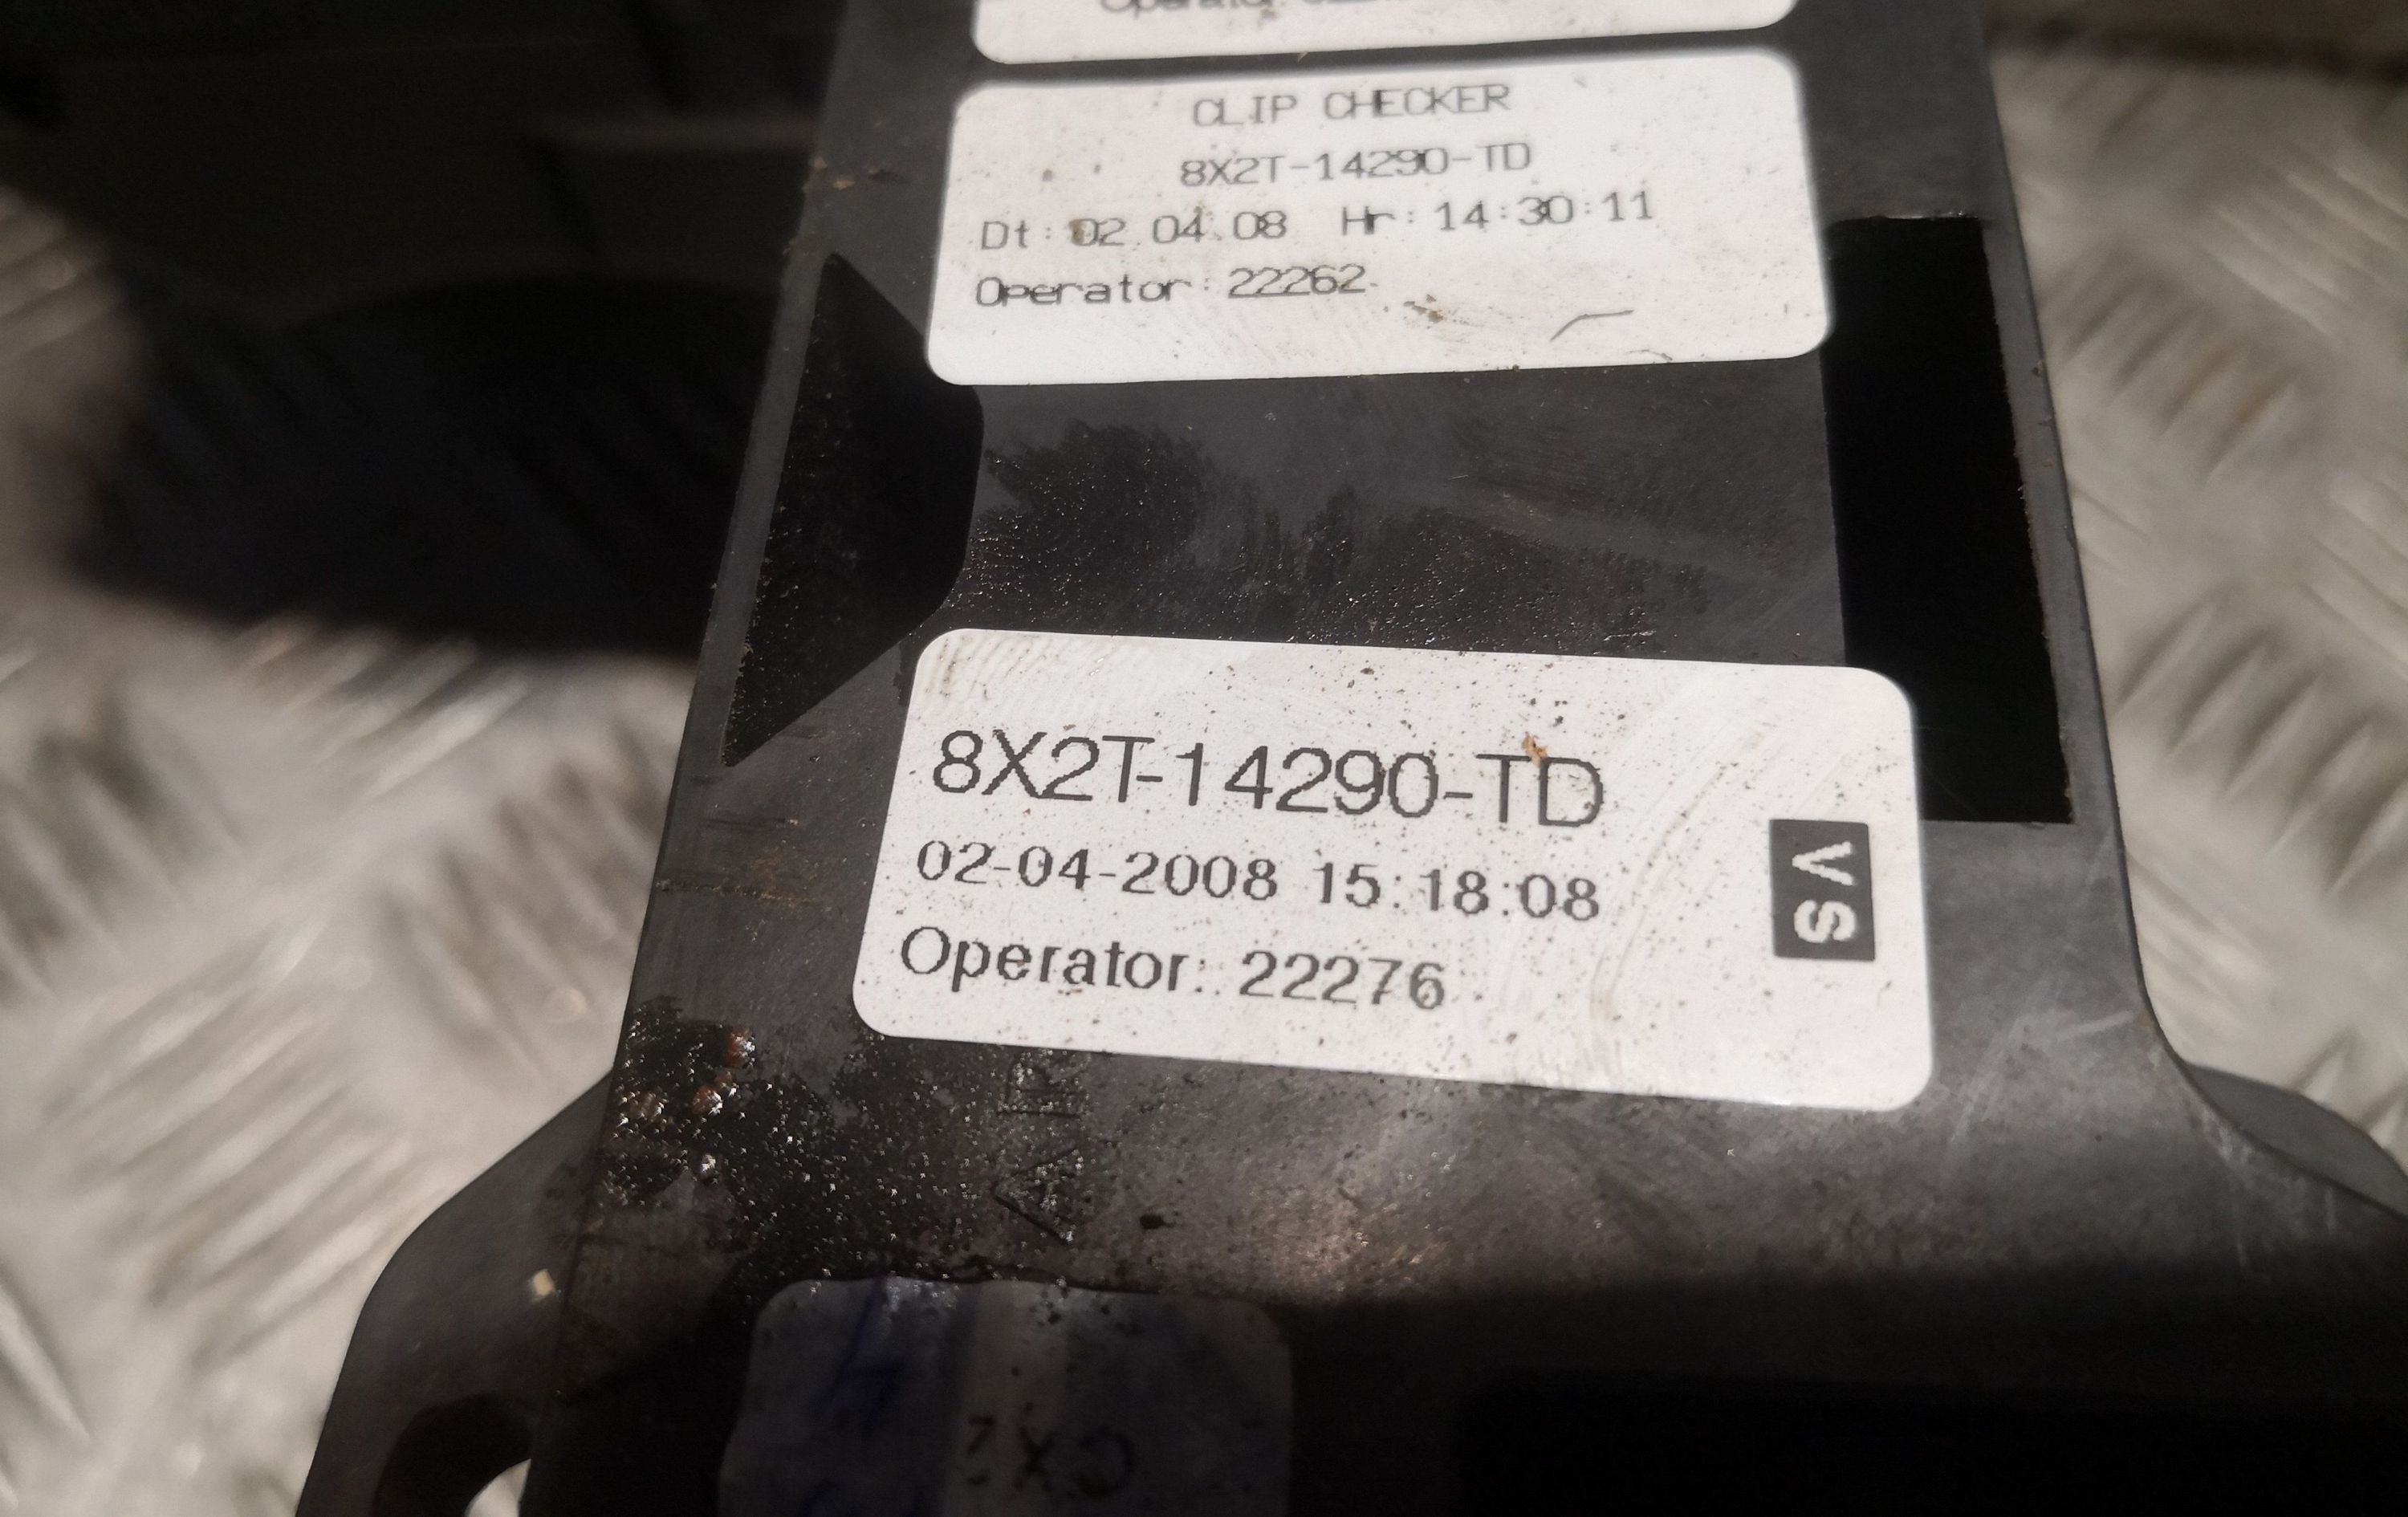 CLIP CHECKER
8X2T-14290-TD
Dt: 02.04.08 Hr: 14:30:11
Operator: 22262
8X2T-14290-TD
02-04-2008 15:18:08
Operator: 22276
VS